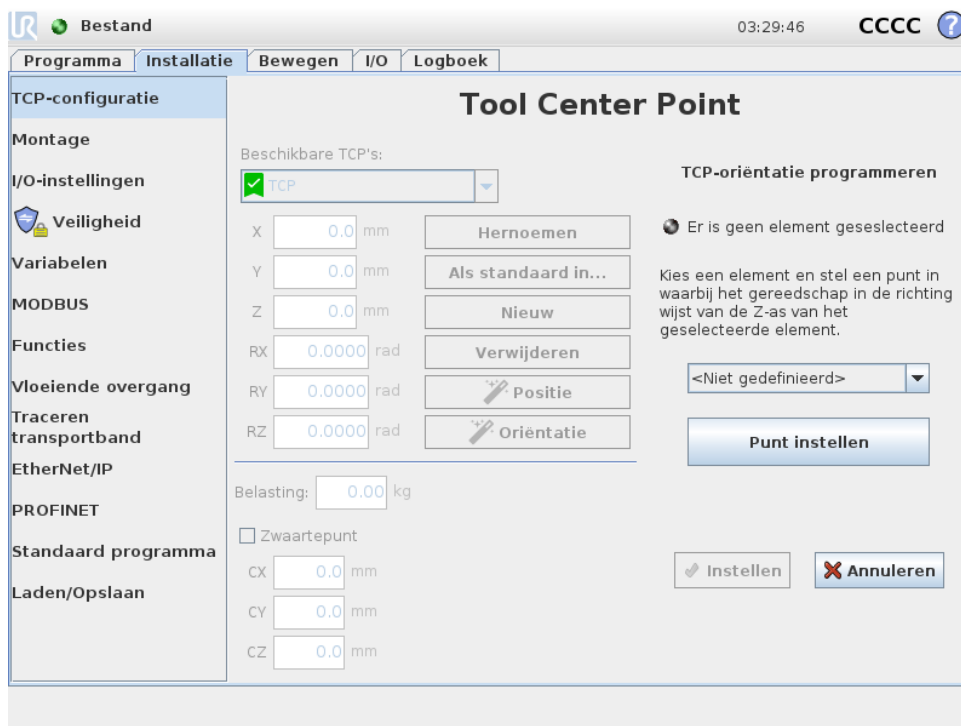 UR Bestand 03:29:46 CCCC ?
Programma Installatie Bewegen I/O Logboek
TCP-configuratie
Montage
I/O-instellingen
Veiligheid
Variabelen
MODBUS
Functies
Vloeiende overgang
Traceren
transportband
EtherNet/IP
PROFINET
Standaard programma
Laden/Opslaan
Tool Center Point
Beschikbare TCP's:
TCP
X 0.0 mm Hernoemen
Y 0.0 mm Als standaard in...
Z 0.0 mm Nieuw
RX 0.0000 rad Verwijderen
RY 0.0000 rad Positie
RZ 0.0000 rad Oriëntatie
Belasting: 0.00 kg
Zwaartepunt
CX 0.0 mm
CY 0.0 mm
CZ 0.0 mm
TCP-oriëntatie programmeren
Er is geen element geseslecteerd
Kies een element en stel een punt in
waarbij het gereedschap in de richting
wijst van de Z-as van het
geselecteerde element.
<Niet gedefinieerd>
Punt instellen
Instellen Annuleren